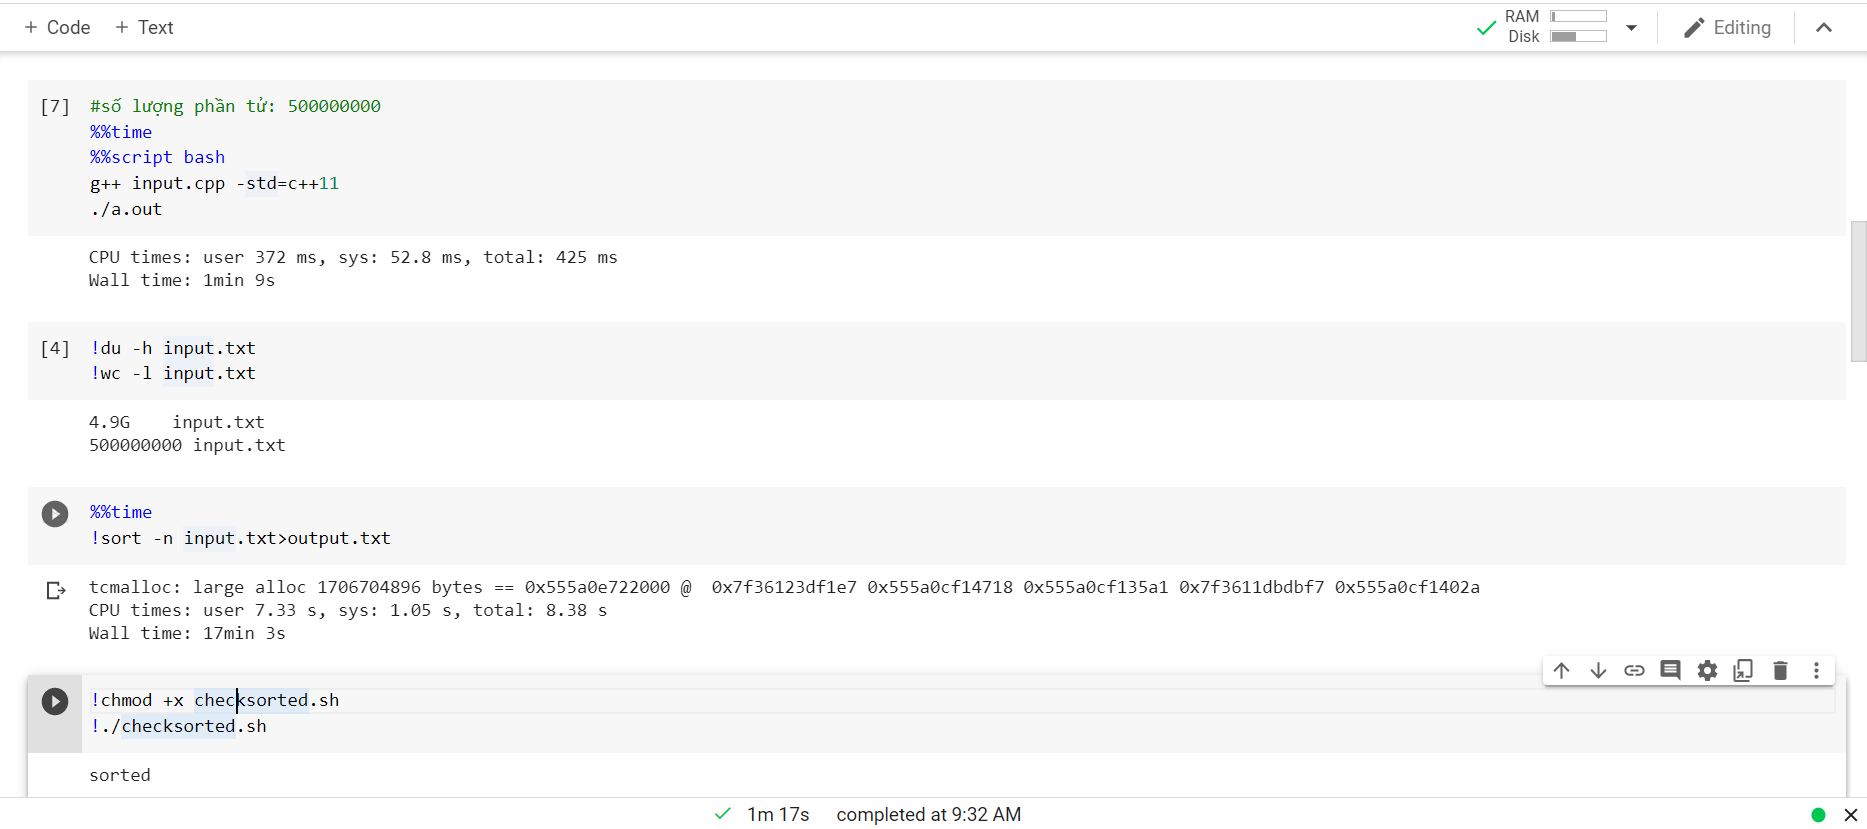 + Code + Text
RAM
Disk
Editing
[7] #số lượng phần tử: 500000000
%%time
%%script bash
g++ input.cpp -std=c++11
./a.out
CPU times: user 372 ms, sys: 52.8 ms, total: 425 ms
Wall time: 1min 9s
[4] !du -h input.txt
!wc -l input.txt
4.9G input.txt
500000000 input.txt
%%time
!sort -n input.txt>output.txt
tcmalloc: large alloc 1706704896 bytes == 0x555a0e722000 @ 0x7f36123df1e7 0x555a0cf14718 0x555a0cf135a1 0x7f3611dbdbf7 0x555a0cf1402a
CPU times: user 7.33 s, sys: 1.05 s, total: 8.38 s
Wall time: 17min 3s
!chmod +x checksorted.sh
!./checksorted.sh
sorted
1m 17s completed at 9:32 AM